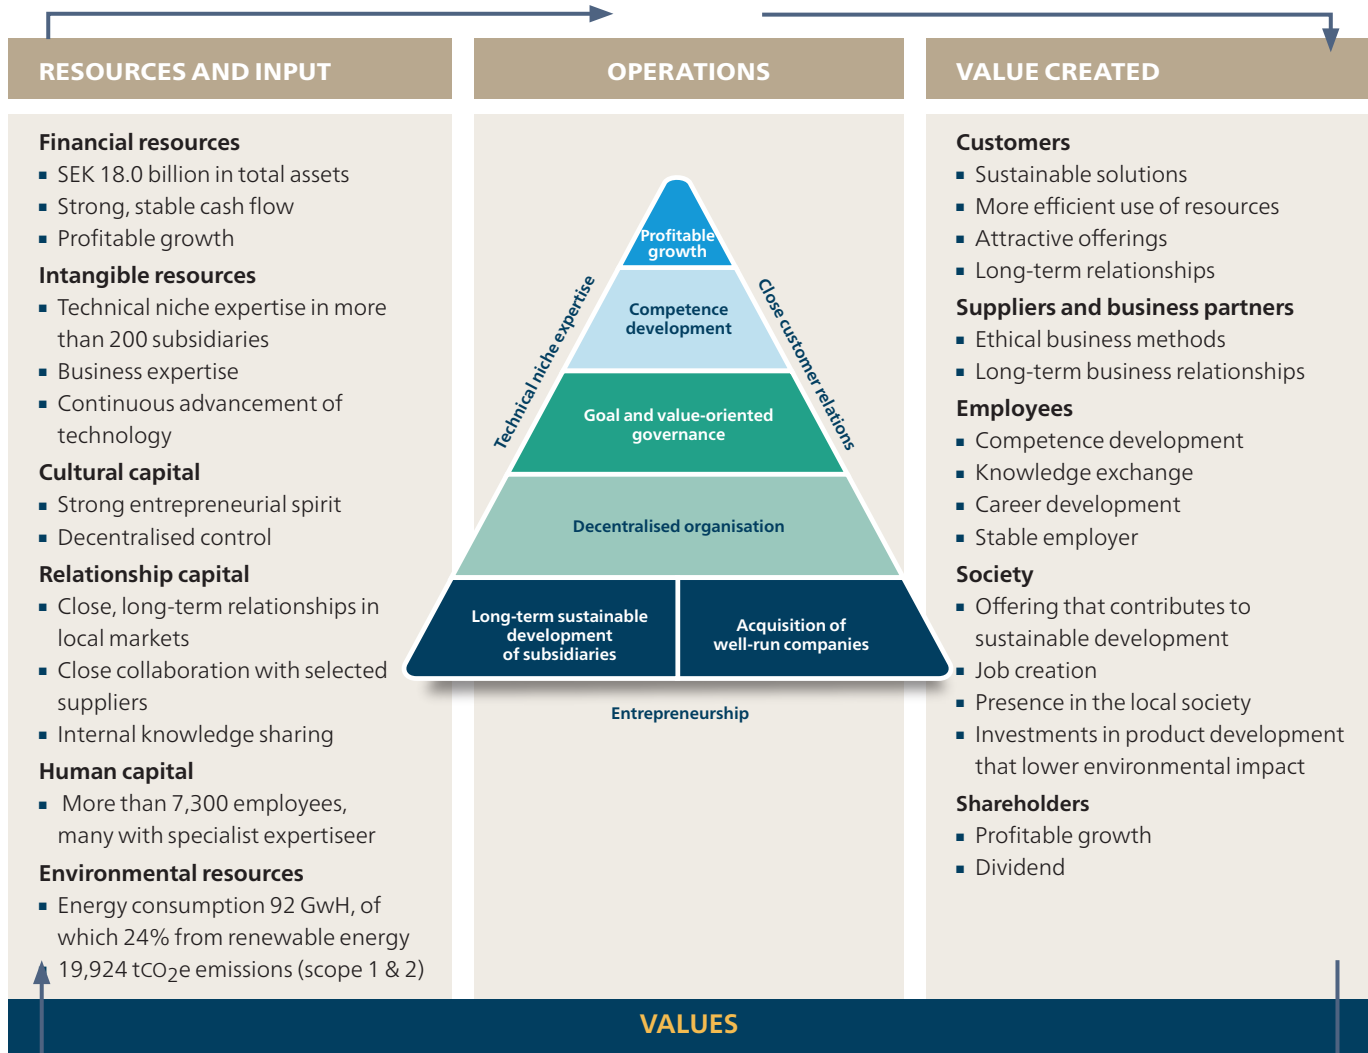 RESOURCES AND INPUT
Financial resources
▪ SEK 18.0 billion in total assets
▪ Strong, stable cash flow
▪ Profitable growth
Intangible resources
▪ Technical niche expertise in more
than 200 subsidiaries
▪ Business expertise
▪ Continuous advancement of
technology
Cultural capital
▪ Strong entrepreneurial spirit
▪ Decentralised control
Relationship capital
▪ Close, long-term relationships in
local markets
▪ Close collaboration with selected
suppliers
▪ Internal knowledge sharing
Human capital
▪ More than 7,300 employees,
many with specialist expertiseer
Environmental resources
▪ Energy consumption 92 GwH, of
which 24% from renewable energy
▪ 19,924 tCO₂e emissions (scope 1 & 2)
OPERATIONS
Profitable
growth
Competence
development
Goal and value-oriented
governance
Decentralised organisation
Long-term sustainable
development
of subsidiaries
Acquisition of
well-run companies
Technical niche expertise
Close customer relations
Entrepreneurship
VALUE CREATED
Customers
▪ Sustainable solutions
▪ More efficient use of resources
▪ Attractive offerings
▪ Long-term relationships
Suppliers and business partners
▪ Ethical business methods
▪ Long-term business relationships
Employees
▪ Competence development
▪ Knowledge exchange
▪ Career development
▪ Stable employer
Society
▪ Offering that contributes to
sustainable development
▪ Job creation
▪ Presence in the local society
▪ Investments in product development
that lower environmental impact
Shareholders
▪ Profitable growth
▪ Dividend
VALUES